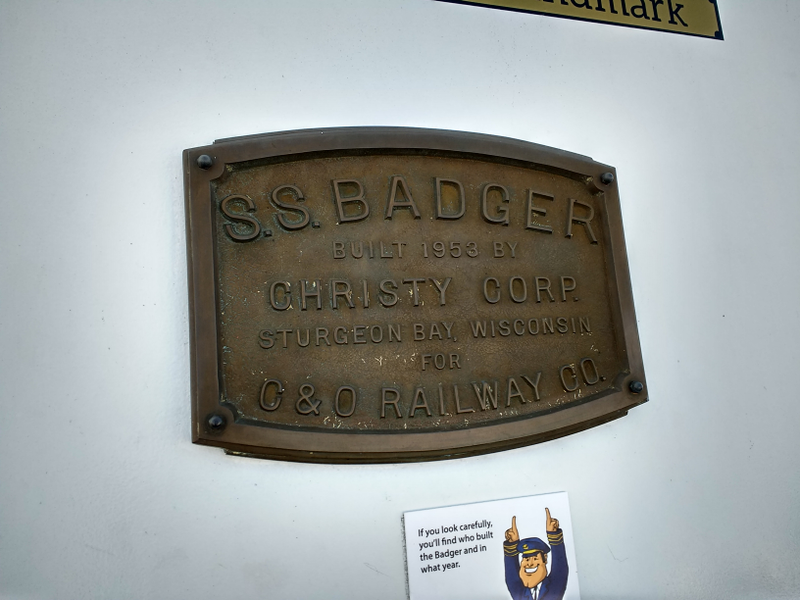 S.S. BADGER
BUILT 1953 BY
CHRISTY CORP.
STURGEON BAY, WISCONSIN
FOR
C & O RAILWAY CO.
If you look carefully,
you'll find who built
the Badger and in
what year.